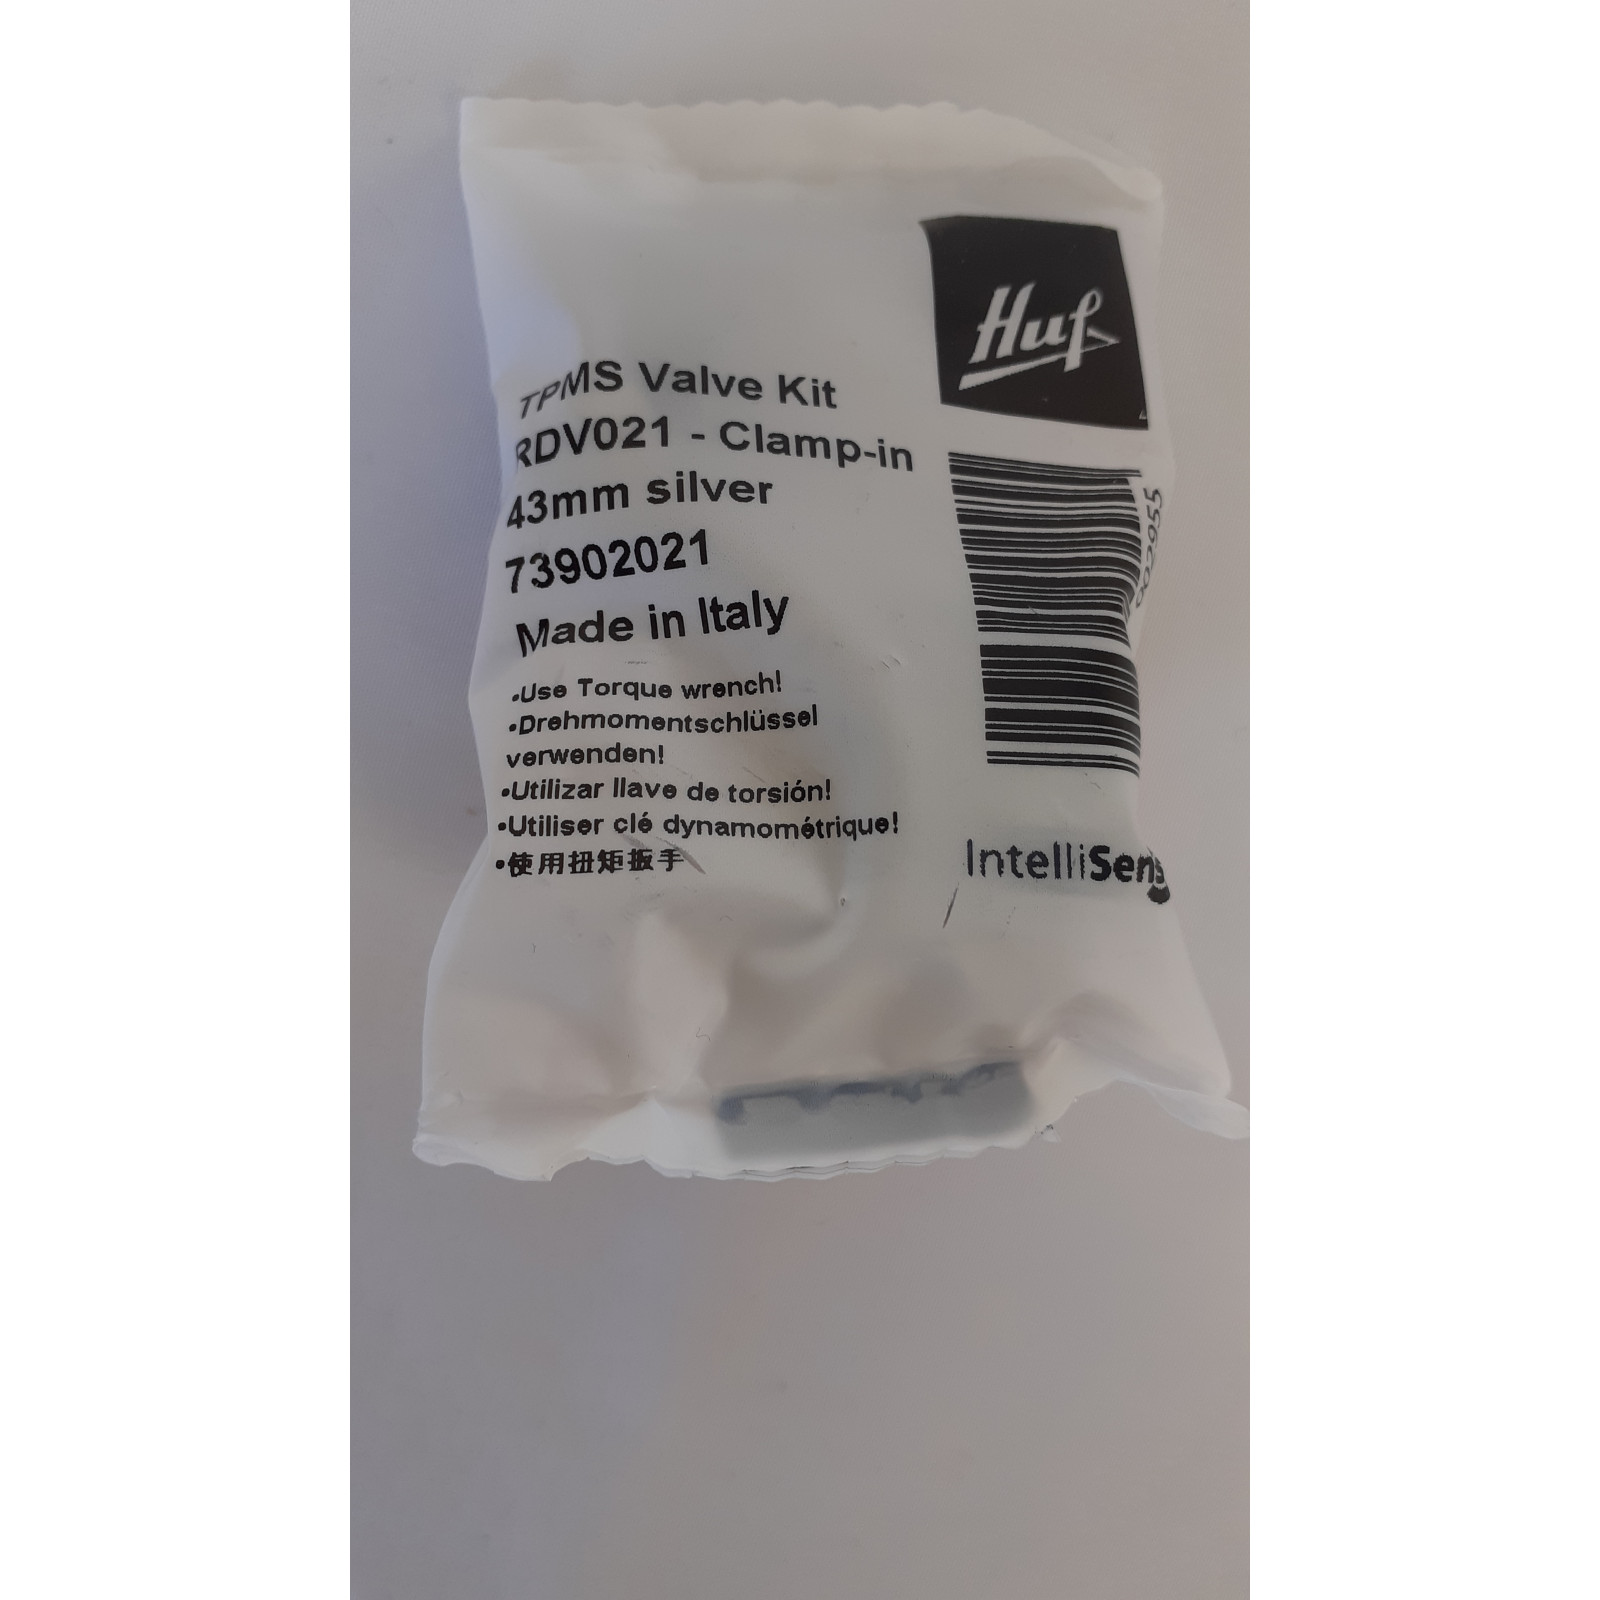 Huf
TPMS Valve Kit
RDV021 - Clamp-in
43mm silver
73902021
Made in Italy
•Use Torque wrench!
•Drehmomentschlüssel
verwenden!
•Utilizar llave de torsión!
•Utiliser clé dynamométrique!
•使用扭矩扳手
002955
IntelliSens